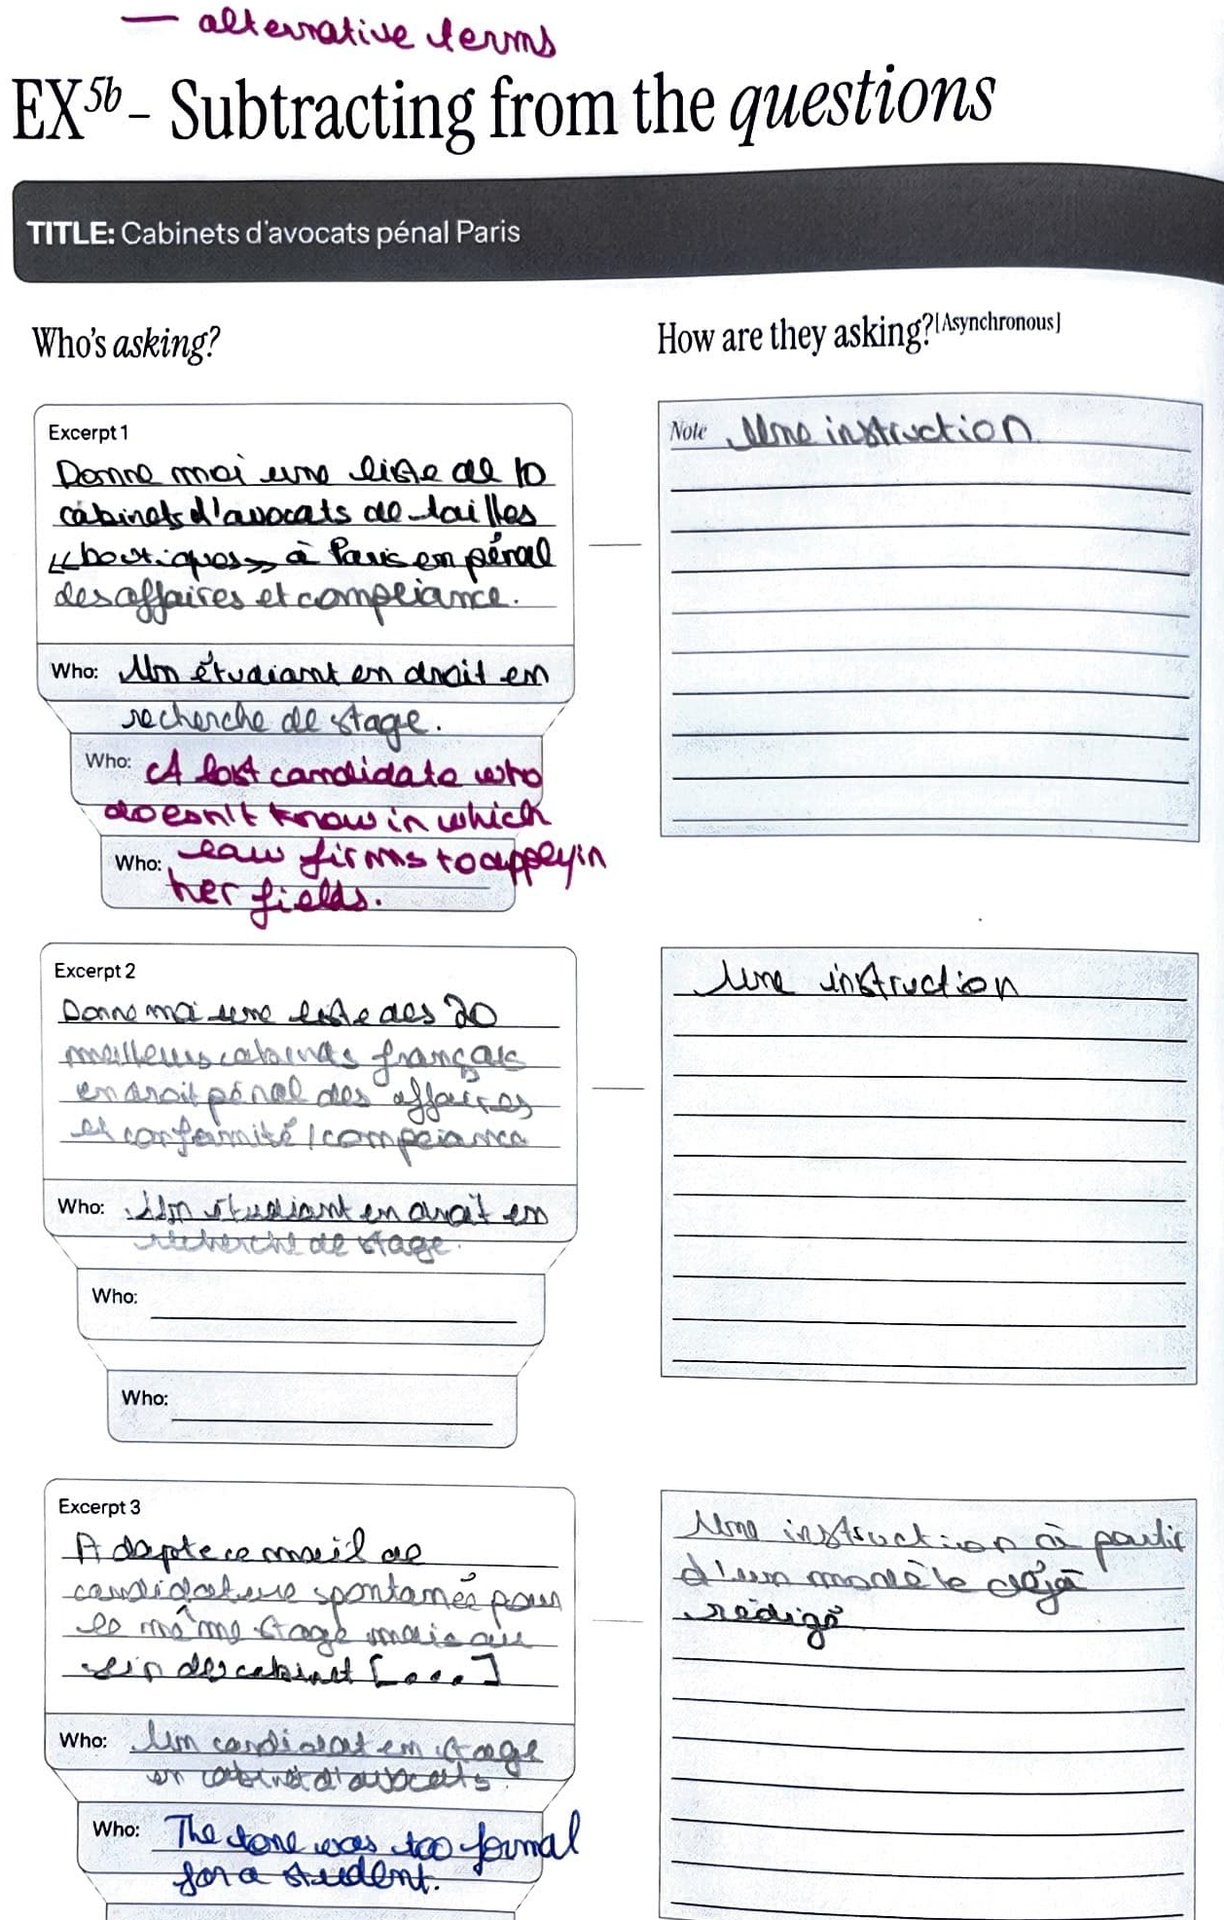 — alternative terms
EX5b – Subtracting from the questions
TITLE: Cabinets d'avocats pénal Paris
Who's asking?
How are they asking?[Asynchronous]
Excerpt 1
Donne moi une liste de 10
cabinets d'avocats de tailles
«boutiques» à Paris en pénal
des affaires et compliance.
Who: Un étudiant en droit en
recherche de stage.
Who: A lost candidate who
doesn't know in which
Who: law firms to apply in
her fields.
Note Une instruction
Excerpt 2
Donne moi une liste des 20
meilleurs cabinets français
en droit pénal des affaires
et conformité / compliance
Who: Un étudiant en droit en
recherche de stage.
Who:
Who:
Une instruction
Excerpt 3
Adapte ce mail de
candidature spontanée pour
le même stage mais au
sein du cabinet [...]
Who: Un candidat en stage
en cabinet d'avocats.
Who: The tone was too formal
for a student.
Une instruction à partir
d'un modèle déjà
rédigé